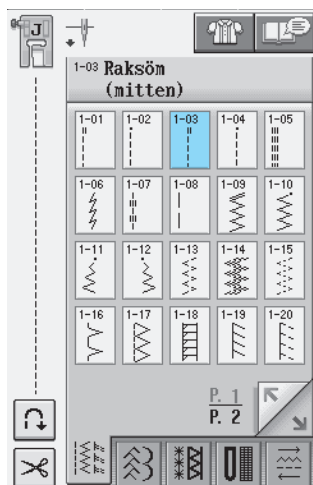 J
1-03 Raksöm
(mitten)
1-01 1-02 1-03 1-04 1-05
1-06 1-07 1-08 1-09 1-10
1-11 1-12 1-13 1-14 1-15
1-16 1-17 1-18 1-19 1-20
P. 1
P. 2